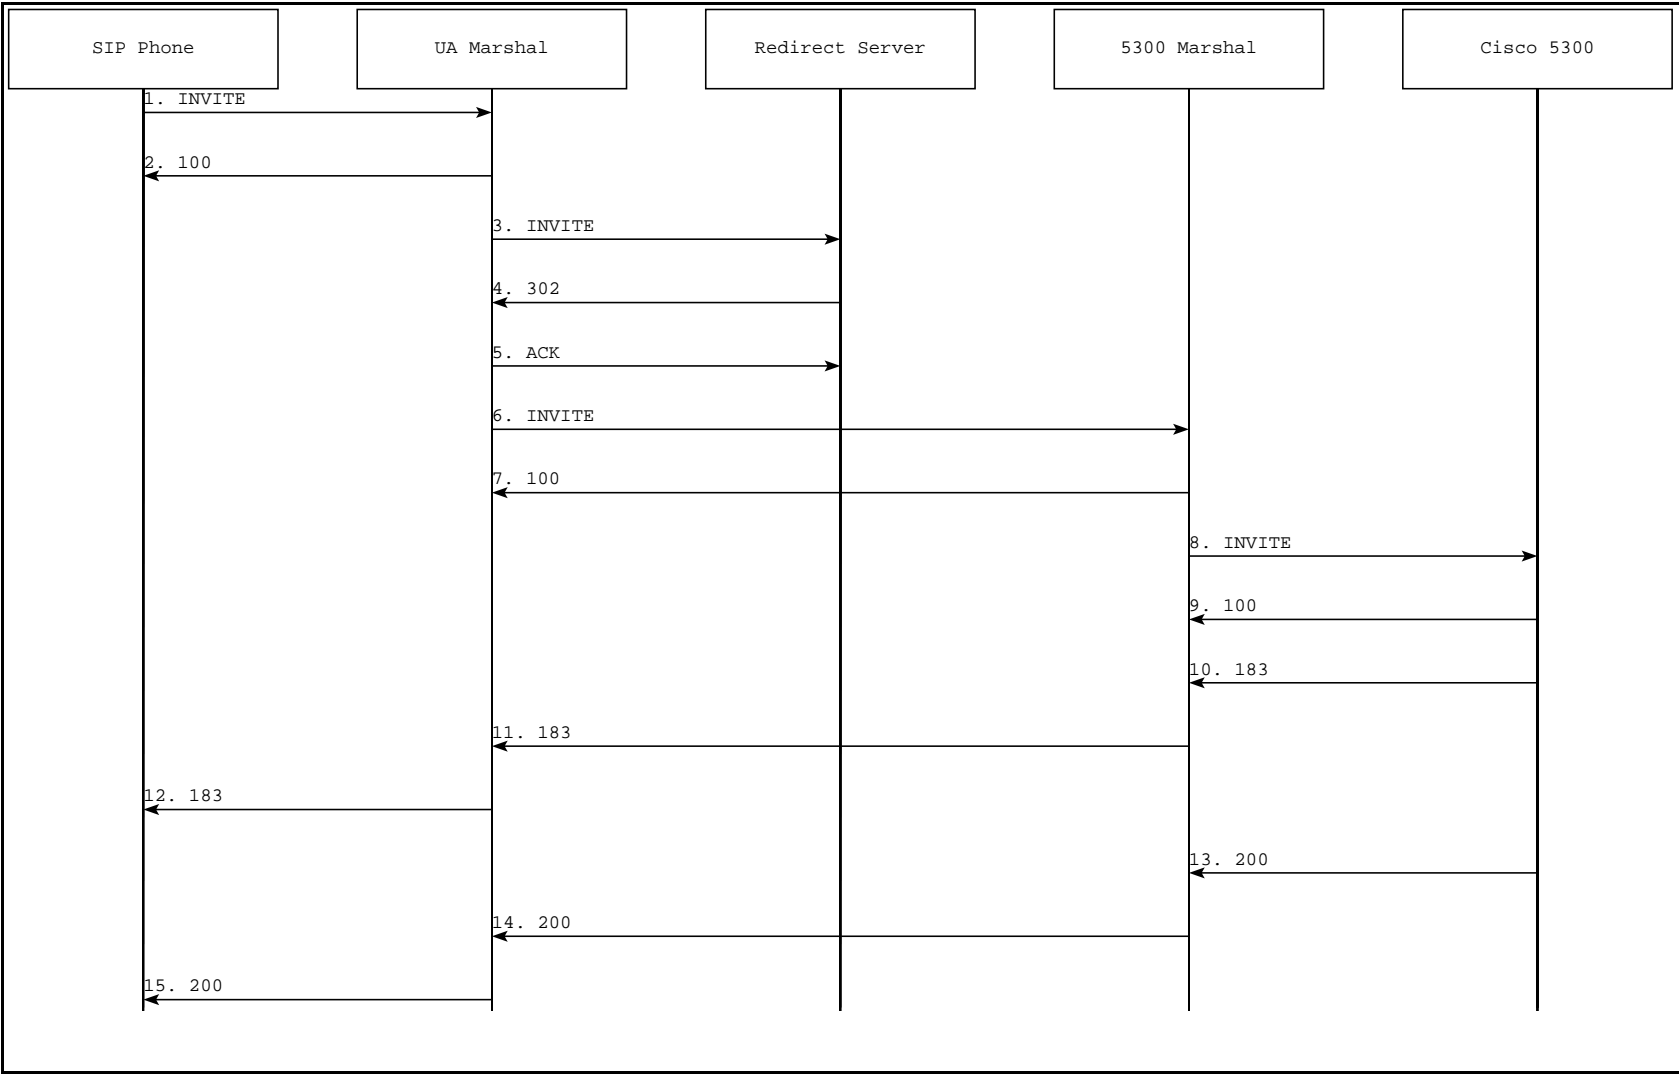 SIP Phone
UA Marshal
Redirect Server
5300 Marshal
Cisco 5300
1. INVITE
2. 100
3. INVITE
4. 302
5. ACK
6. INVITE
7. 100
8. INVITE
9. 100
10. 183
11. 183
12. 183
13. 200
14. 200
15. 200